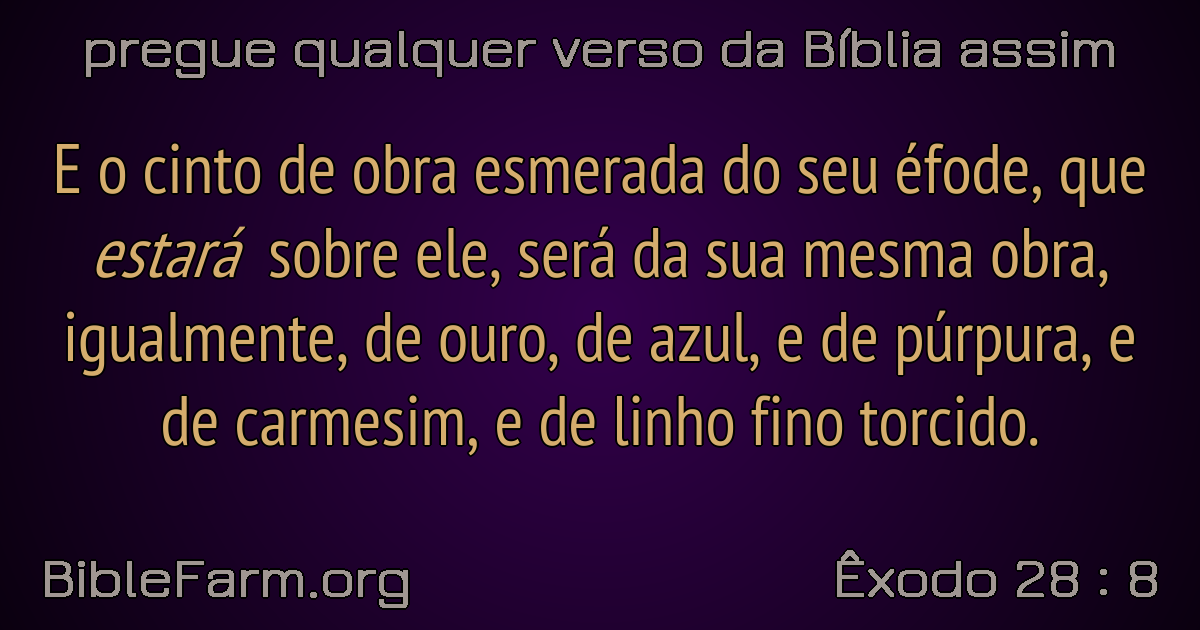 pregue qualquer verso da Bíblia assim
E o cinto de obra esmerada do seu éfode, que
estará sobre ele, será da sua mesma obra,
igualmente, de ouro, de azul, e de púrpura, e
de carmesim, e de linho fino torcido.
BibleFarm.org
Êxodo 28 : 8